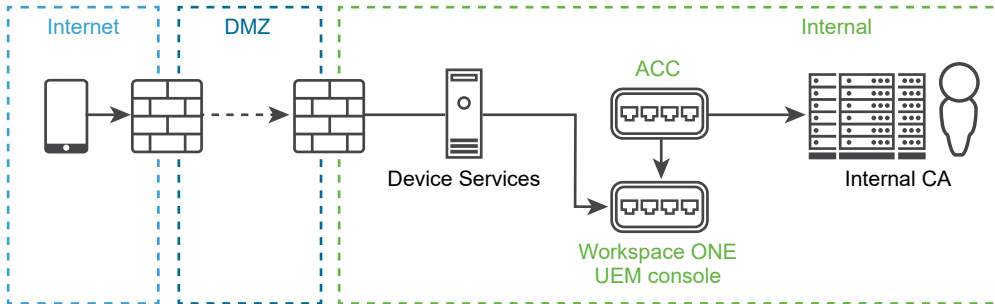 Internet
DMZ
Internal
ACC
Device Services
Internal CA
Workspace ONE
UEM console